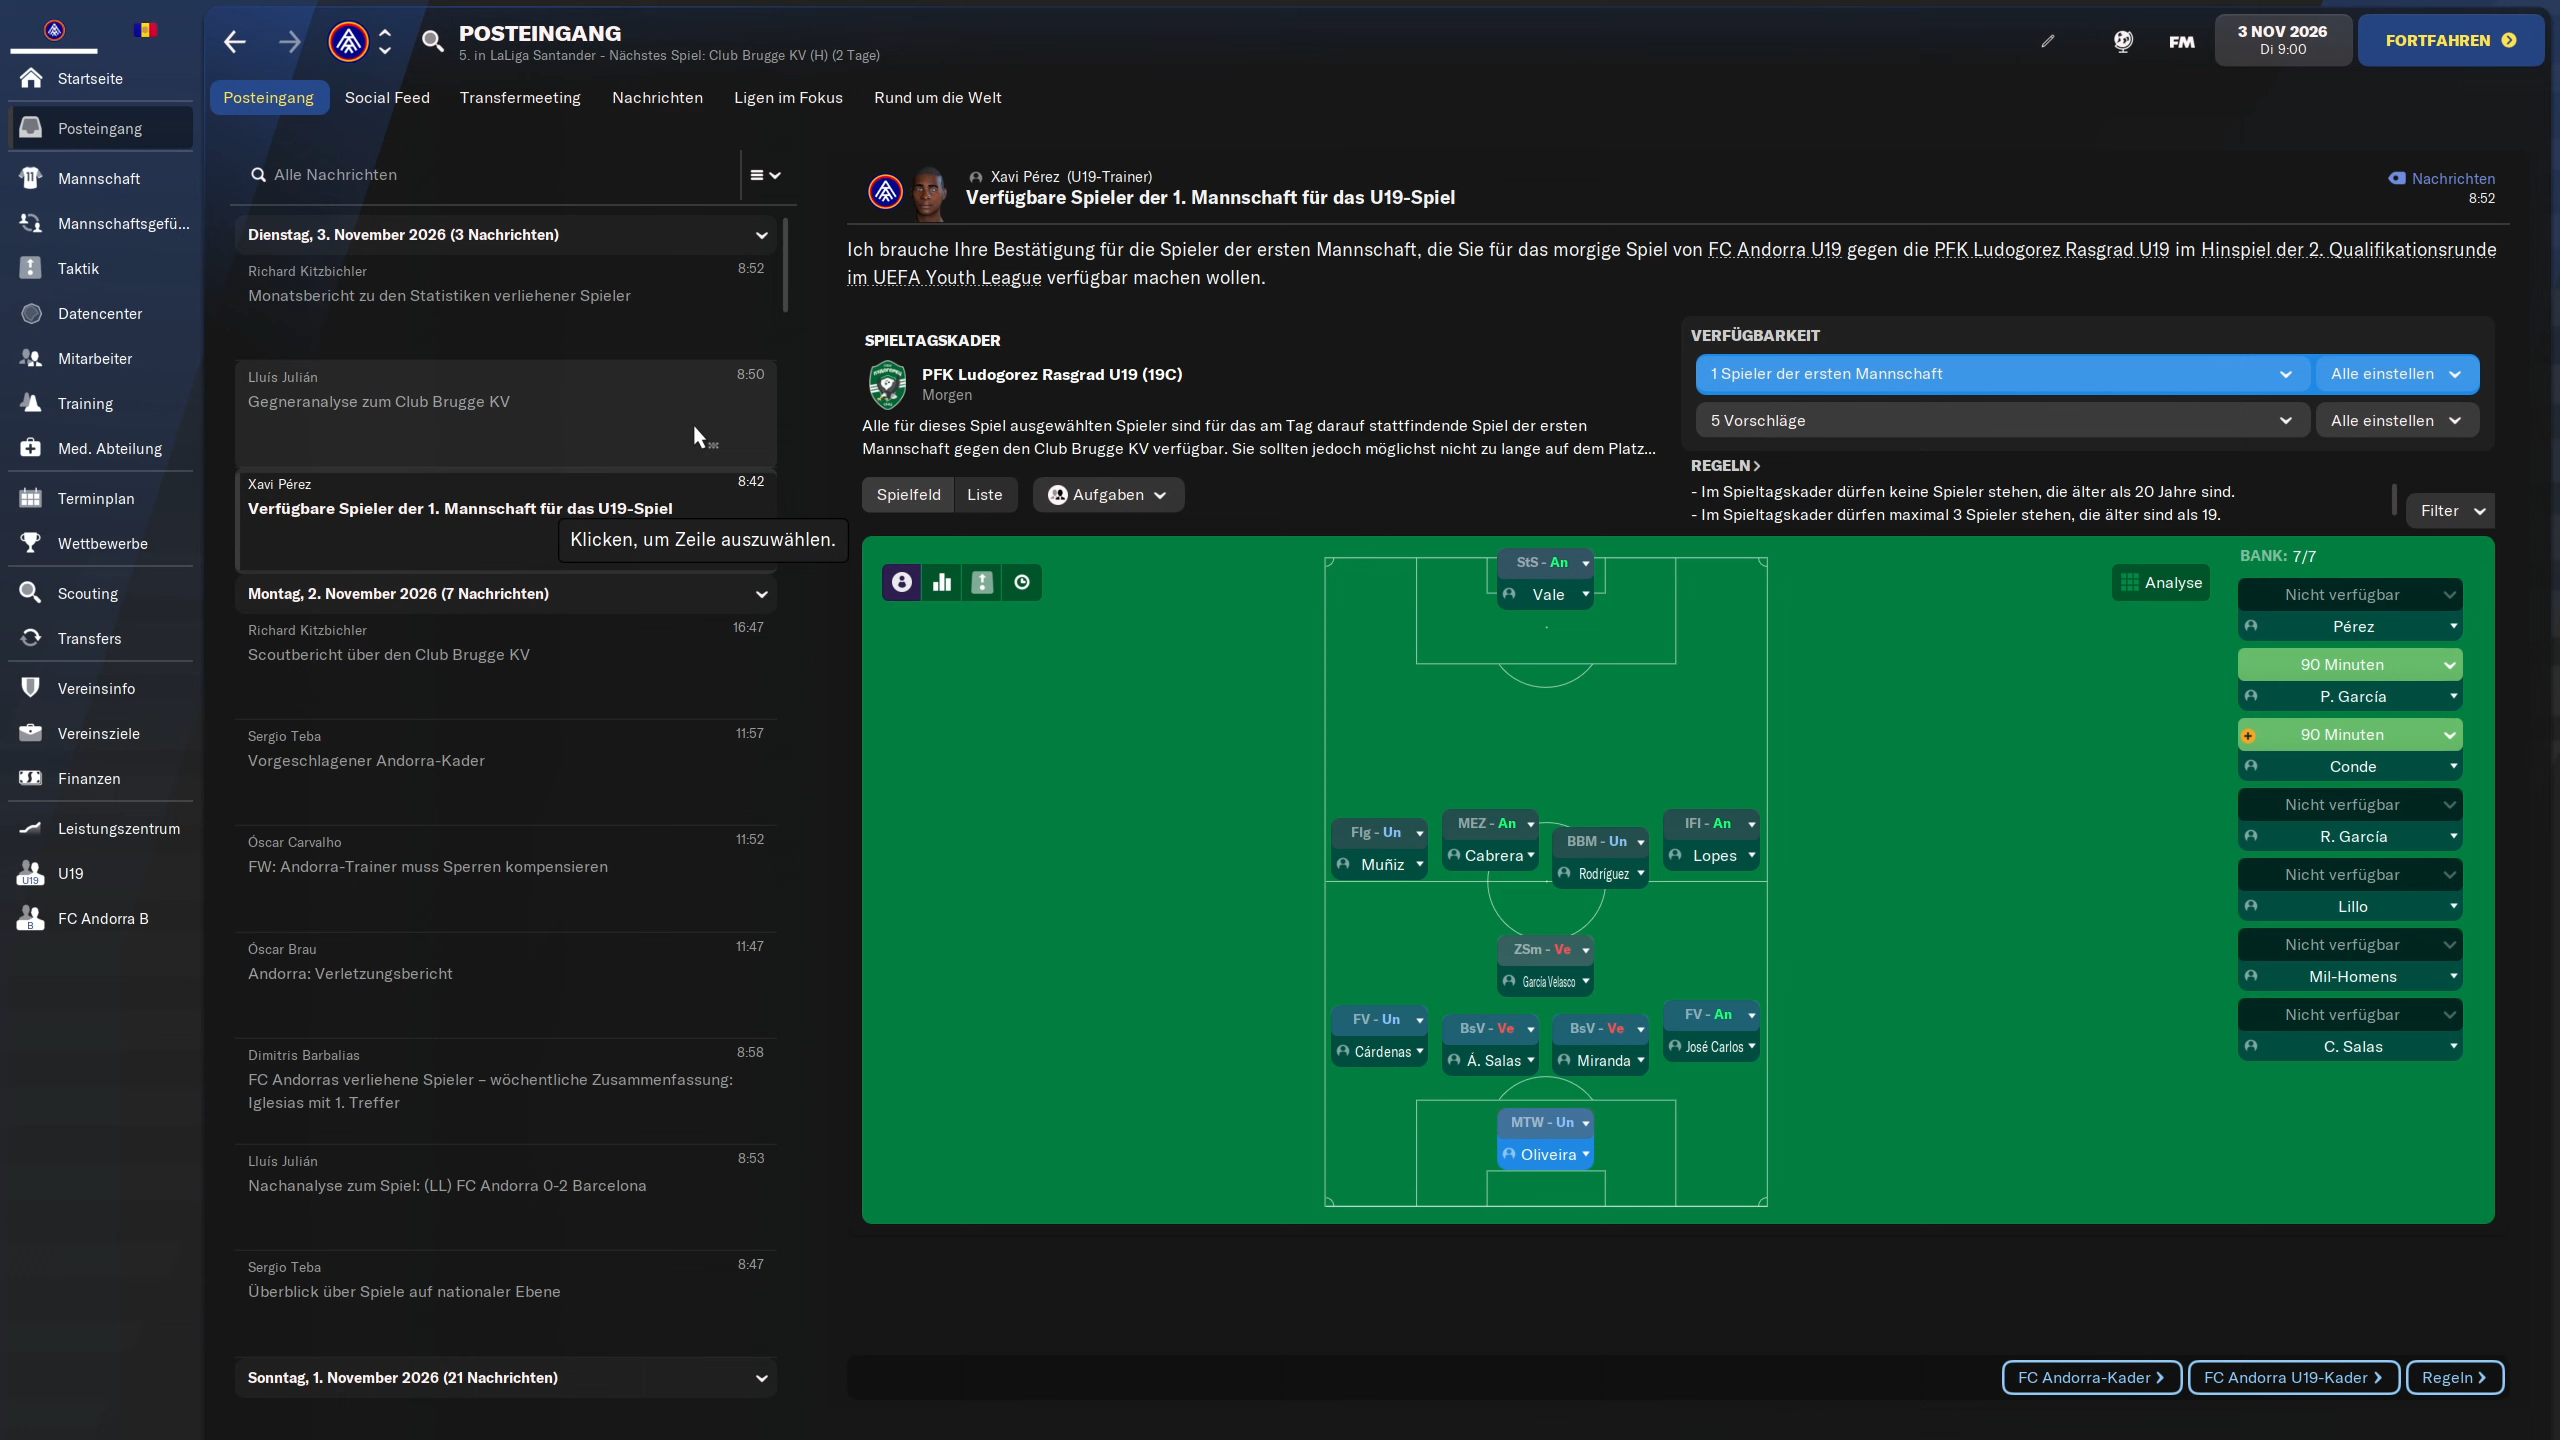 POSTEINGANG
5. in LaLiga Santander - Nächstes Spiel: Club Brugge KV (H) (2 Tage)
FM
3 NOV 2026
Di 9:00
FORTFAHREN
Startseite
Posteingang
Mannschaft
Mannschaftsgefü...
Taktik
Datencenter
Mitarbeiter
Training
Med. Abteilung
Terminplan
Wettbewerbe
Scouting
Transfers
Vereinsinfo
Vereinsziele
Finanzen
Leistungszentrum
U19
U19
B
FC Andorra B
Posteingang
Social Feed
Transfermeeting
Nachrichten
Ligen im Fokus
Rund um die Welt
Alle Nachrichten
Dienstag, 3. November 2026 (3 Nachrichten)
Richard Kitzbichler 8:52
Monatsbericht zu den Statistiken verliehener Spieler
Lluís Julián 8:50
Gegneranalyse zum Club Brugge KV
Xavi Pérez 8:42
Verfügbare Spieler der 1. Mannschaft für das U19-Spiel
Klicken, um Zeile auszuwählen.
Montag, 2. November 2026 (7 Nachrichten)
Richard Kitzbichler 16:47
Scoutbericht über den Club Brugge KV
Sergio Teba 11:57
Vorgeschlagener Andorra-Kader
Óscar Carvalho 11:52
FW: Andorra-Trainer muss Sperren kompensieren
Óscar Brau 11:47
Andorra: Verletzungsbericht
Dimitris Barbalias 8:58
FC Andorras verliehene Spieler – wöchentliche Zusammenfassung:
Iglesias mit 1. Treffer
Lluís Julián 8:53
Nachanalyse zum Spiel: (LL) FC Andorra 0-2 Barcelona
Sergio Teba 8:47
Überblick über Spiele auf nationaler Ebene
Sonntag, 1. November 2026 (21 Nachrichten)
Xavi Pérez (U19-Trainer)
Verfügbare Spieler der 1. Mannschaft für das U19-Spiel
Nachrichten
8:52
Ich brauche Ihre Bestätigung für die Spieler der ersten Mannschaft, die Sie für das morgige Spiel von FC Andorra U19 gegen die PFK Ludogorez Rasgrad U19 im Hinspiel der 2. Qualifikationsrunde
im UEFA Youth League verfügbar machen wollen.
SPIELTAGSKADER
PFK Ludogorez Rasgrad U19 (19C)
Morgen
Alle für dieses Spiel ausgewählten Spieler sind für das am Tag darauf stattfindende Spiel der ersten
Mannschaft gegen den Club Brugge KV verfügbar. Sie sollten jedoch möglichst nicht zu lange auf dem Platz...
Spielfeld
Liste
Aufgaben
VERFÜGBARKEIT
1 Spieler der ersten Mannschaft
Alle einstellen
5 Vorschläge
Alle einstellen
REGELN
- Im Spieltagskader dürfen keine Spieler stehen, die älter als 20 Jahre sind.
- Im Spieltagskader dürfen maximal 3 Spieler stehen, die älter sind als 19.
Filter
Analyse
StS - An
Vale
Flg - Un
Muñiz
MEZ - An
Cabrera
BBM - Un
Rodríguez
IFl - An
Lopes
ZSm - Ve
García Velasco
FV - Un
Cárdenas
BsV - Ve
Á. Salas
BsV - Ve
Miranda
FV - An
José Carlos
MTW - Un
Oliveira
BANK: 7/7
Nicht verfügbar
Pérez
90 Minuten
P. García
90 Minuten
Conde
Nicht verfügbar
R. García
Nicht verfügbar
Lillo
Nicht verfügbar
Mil-Homens
Nicht verfügbar
C. Salas
FC Andorra-Kader
FC Andorra U19-Kader
Regeln